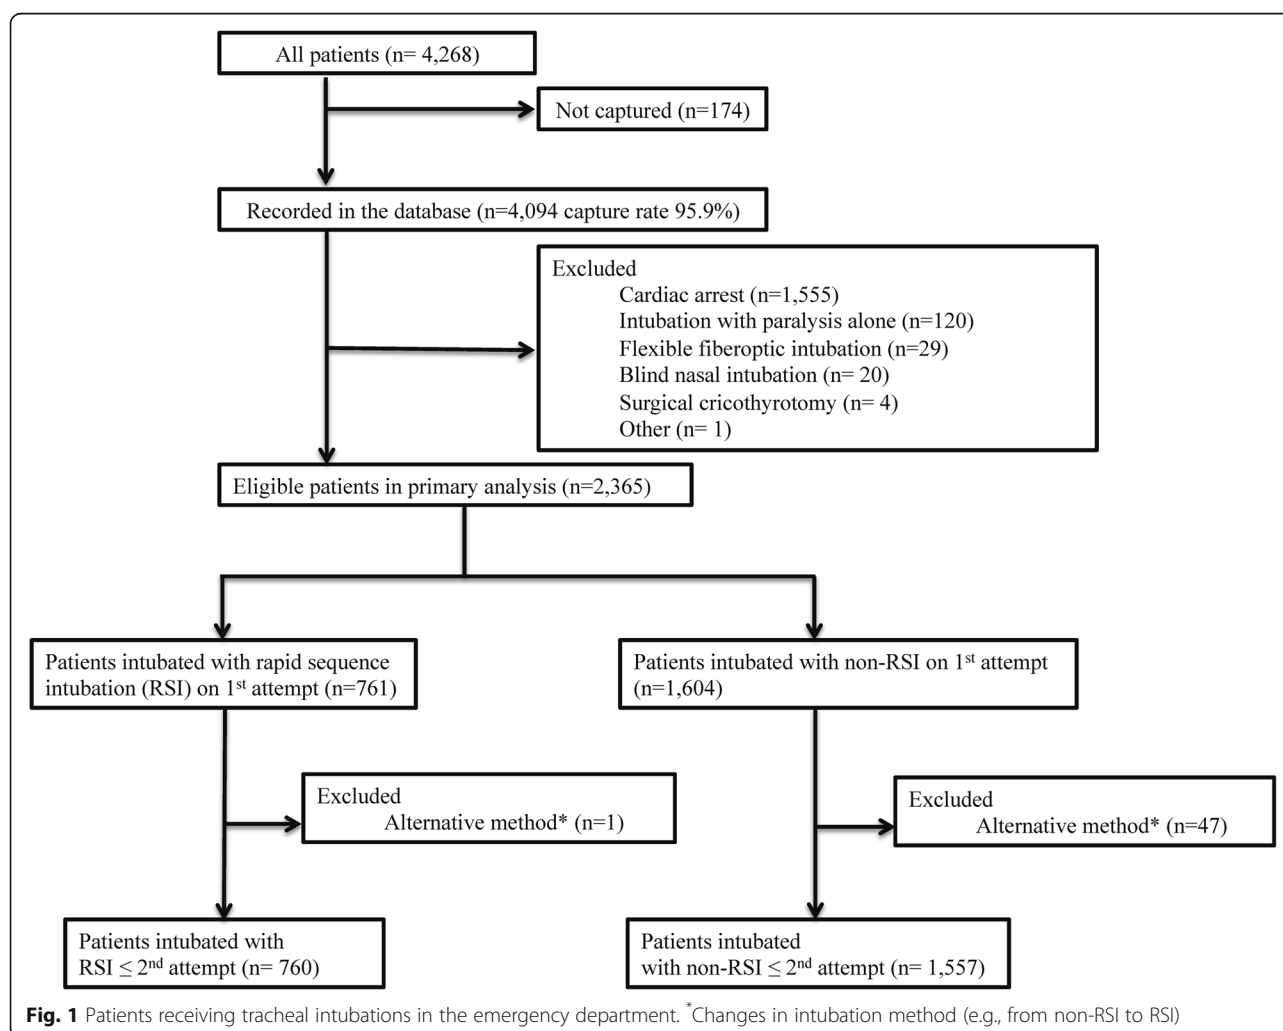 All patients (n= 4,268)
Not captured (n=174)
Recorded in the database (n=4,094 capture rate 95.9%)
Excluded
Cardiac arrest (n=1,555)
Intubation with paralysis alone (n=120)
Flexible fiberoptic intubation (n=29)
Blind nasal intubation (n= 20)
Surgical cricothyrotomy (n= 4)
Other (n= 1)
Eligible patients in primary analysis (n=2,365)
Patients intubated with rapid sequence
intubation (RSI) on 1st attempt (n=761)
Patients intubated with non-RSI on 1st attempt
(n=1,604)
Excluded
Alternative method* (n=1)
Excluded
Alternative method* (n=47)
Patients intubated with
RSI ≤ 2nd attempt (n= 760)
Patients intubated
with non-RSI ≤ 2nd attempt (n= 1,557)
Fig. 1 Patients receiving tracheal intubations in the emergency department. *Changes in intubation method (e.g., from non-RSI to RSI)